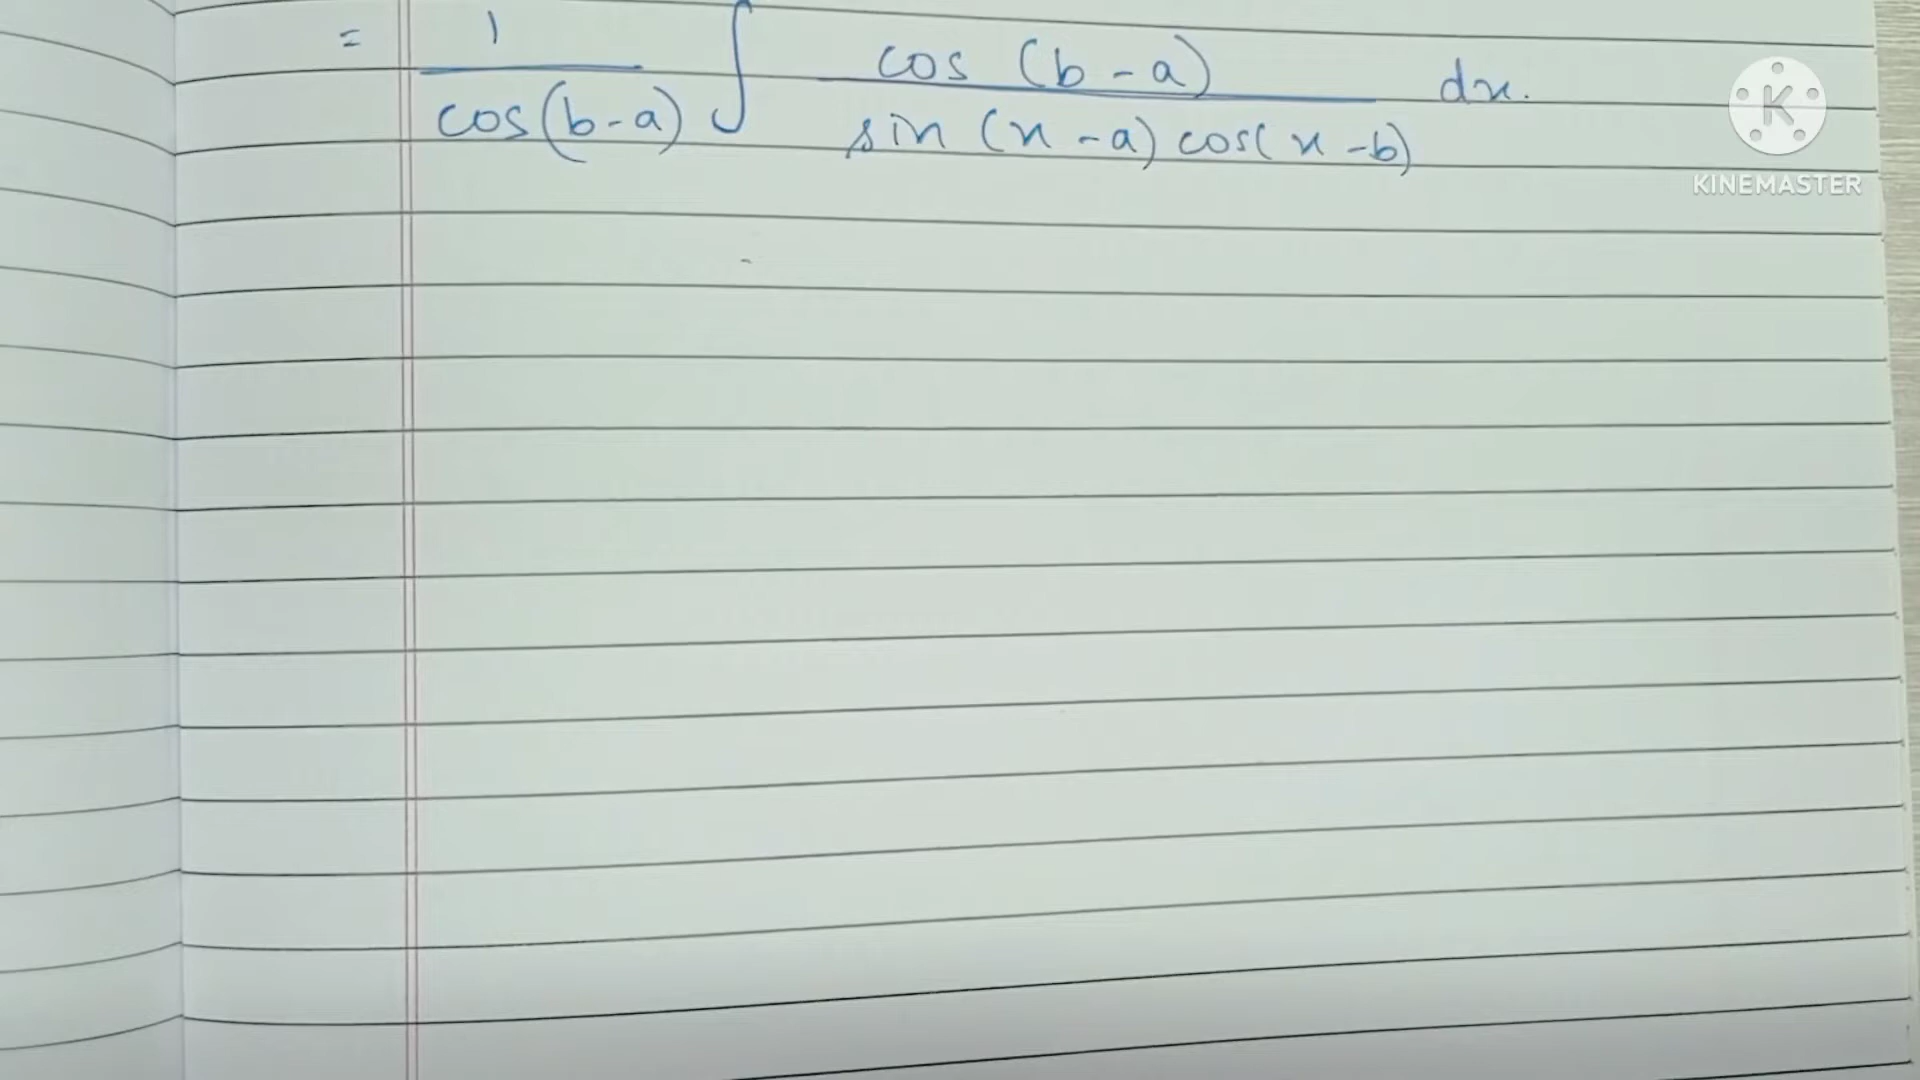 = 1/cos(b-a) ∫ cos (b-a)/sin (x-a) cos(x-b) dx.
KINEMASTER